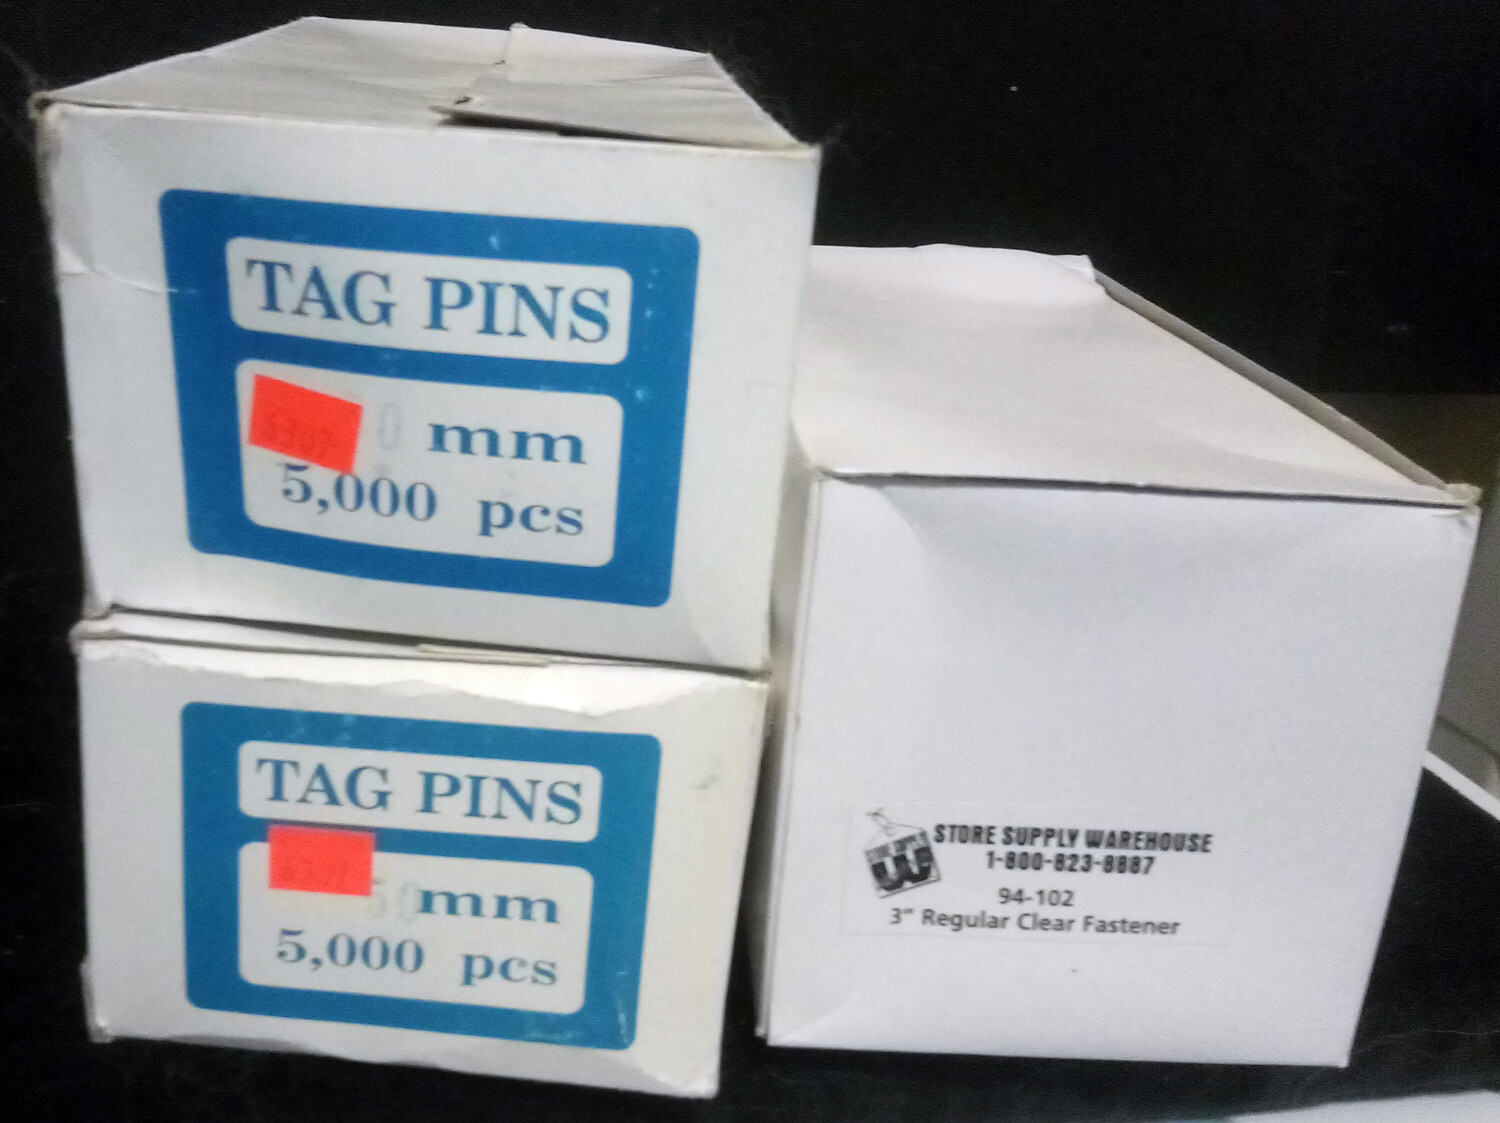 TAG PINS
mm
5,000 pcs
TAG PINS
50 mm
5,000 pcs
STORE SUPPLY WAREHOUSE
1-800-823-8887
94-102
3" Regular Clear Fastener